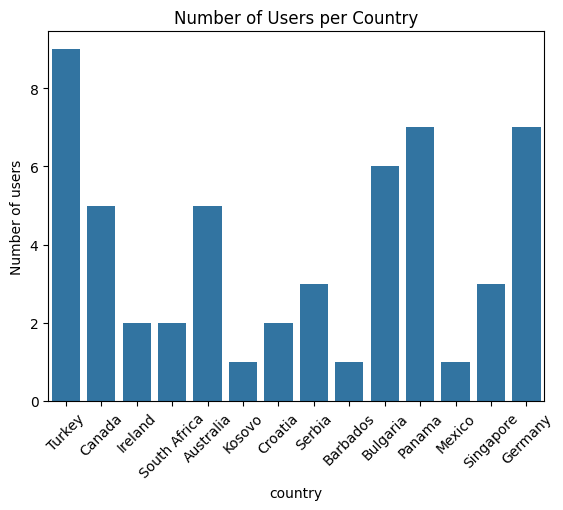 Number of Users per Country
Number of users
8
6
4
2
0
Turkey
Canada
Ireland
South Africa
Australia
Kosovo
Croatia
Serbia
Barbados
Bulgaria
Panama
Mexico
Singapore
Germany
country